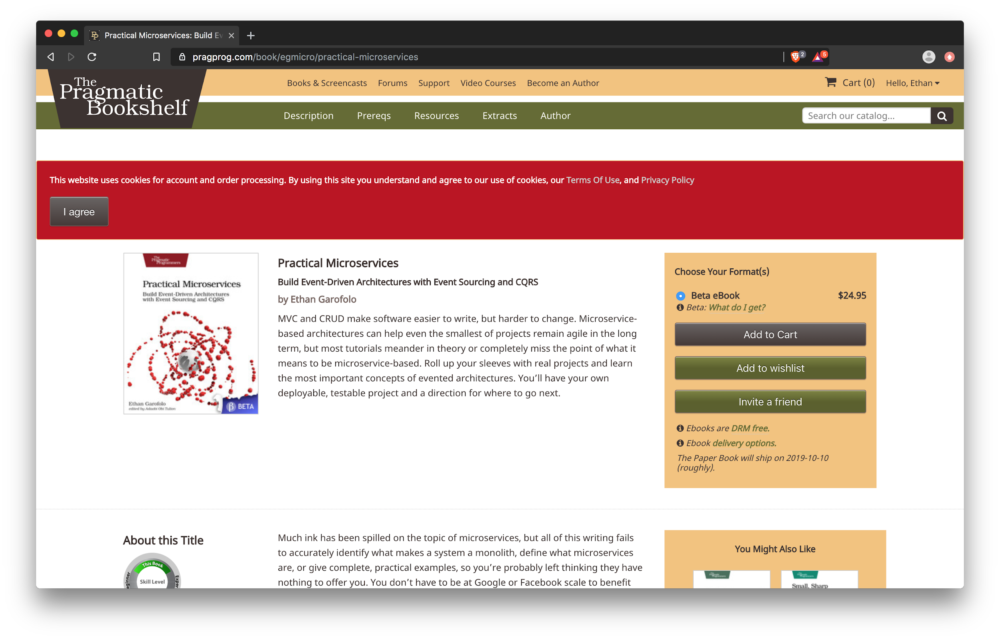 Practical Microservices: Build Ev
pragprog.com/book/egmicro/practical-microservices
2
5
The
Pragmatic
Bookshelf
Books & Screencasts Forums Support Video Courses Become an Author
Cart (0) Hello, Ethan
Description Prereqs Resources Extracts Author
Search our catalog...
This website uses cookies for account and order processing. By using this site you understand and agree to our use of cookies, our Terms Of Use, and Privacy Policy
I agree
The
Pragmatic
Programmers
Practical Microservices
Build Event-Driven Architectures
with Event Sourcing and CQRS
Ethan Garofolo
edited by Adaobi Obi Tulton
β BETA
Practical Microservices
Build Event-Driven Architectures with Event Sourcing and CQRS
by Ethan Garofolo
MVC and CRUD make software easier to write, but harder to change. Microservice-
based architectures can help even the smallest of projects remain agile in the long
term, but most tutorials meander in theory or completely miss the point of what it
means to be microservice-based. Roll up your sleeves with real projects and learn
the most important concepts of evented architectures. You’ll have your own
deployable, testable project and a direction for where to go next.
Choose Your Format(s)
Beta eBook $24.95
Beta: What do I get?
Add to Cart
Add to wishlist
Invite a friend
Ebooks are DRM free.
Ebook delivery options.
The Paper Book will ship on 2019-10-10
(roughly).
About this Title
This Book
Skill Level
Much ink has been spilled on the topic of microservices, but all of this writing fails
to accurately identify what makes a system a monolith, define what microservices
are, or give complete, practical examples, so you’re probably left thinking they have
nothing to offer you. You don’t have to be at Google or Facebook scale to benefit
You Might Also Like
Small, Sharp